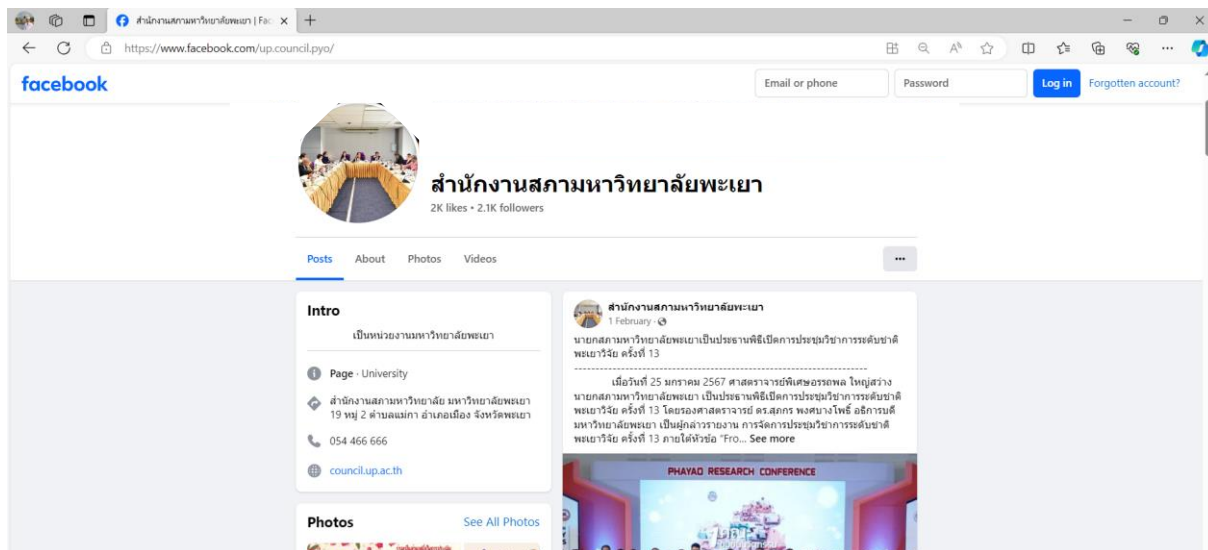 สำนักงานสภามหาวิทยาลัยพะเยา | Fac
https://www.facebook.com/up.council.pyo/
facebook
Email or phone
Password
Log in
Forgotten account?
สำนักงานสภามหาวิทยาลัยพะเยา
2K likes • 2.1K followers
Posts
About
Photos
Videos
Intro
เป็นหน่วยงานมหาวิทยาลัยพะเยา
Page · University
สำนักงานสภามหาวิทยาลัย มหาวิทยาลัยพะเยา
19 หมู่ 2 ตำบลแม่กา อำเภอเมือง จังหวัดพะเยา
054 466 666
council.up.ac.th
Photos
See All Photos
สำนักงานสภามหาวิทยาลัยพะเยา
1 February ·
นายกสภามหาวิทยาลัยพะเยาเป็นประธานพิธีเปิดการประชุมวิชาการระดับชาติ
พะเยาวิจัย ครั้งที่ 13
--------------------------------------------------------------------
เมื่อวันที่ 25 มกราคม 2567 ศาสตราจารย์พิเศษอรรถพล ใหญ่สว่าง
นายกสภามหาวิทยาลัยพะเยา เป็นประธานพิธีเปิดการประชุมวิชาการระดับชาติ
พะเยาวิจัย ครั้งที่ 13 โดยรองศาสตราจารย์ ดร.สุภกร พงศบางโพธิ์ อธิการบดี
มหาวิทยาลัยพะเยา เป็นผู้กล่าวรายงาน การจัดการประชุมวิชาการระดับชาติ
พะเยาวิจัย ครั้งที่ 13 ภายใต้หัวข้อ "Fro... See more
PHAYAO RESEARCH CONFERENCE